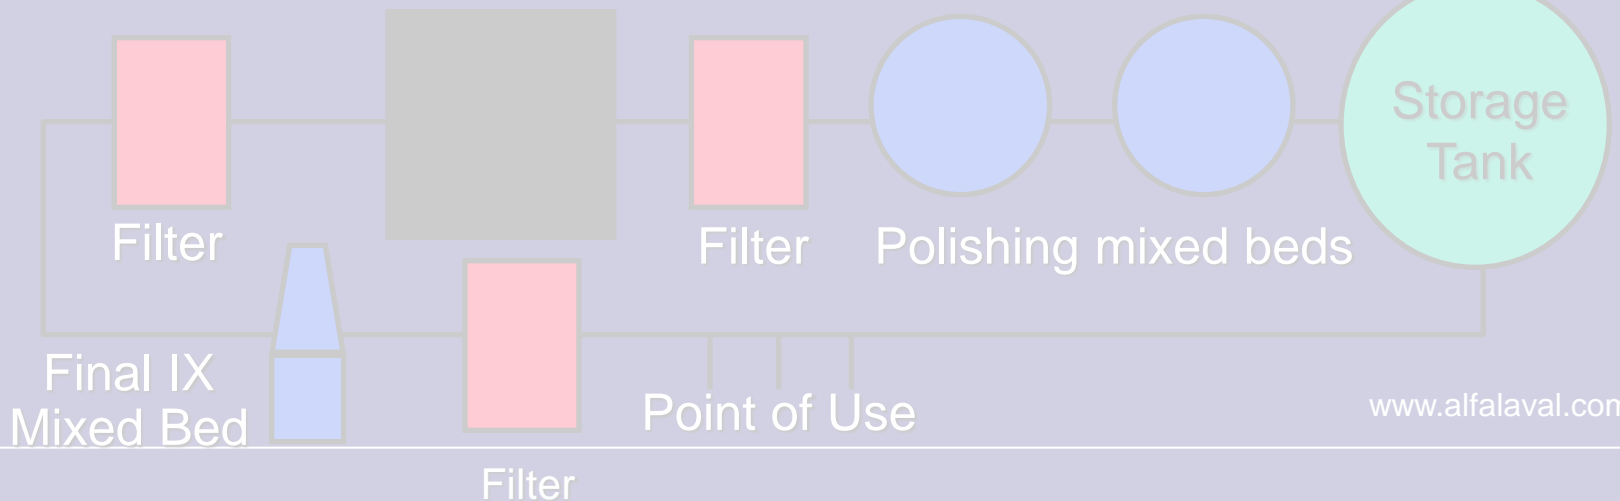 Storage
Tank
Filter
Filter
Polishing mixed beds
Final IX
Mixed Bed
Point of Use
www.alfalaval.com
Filter